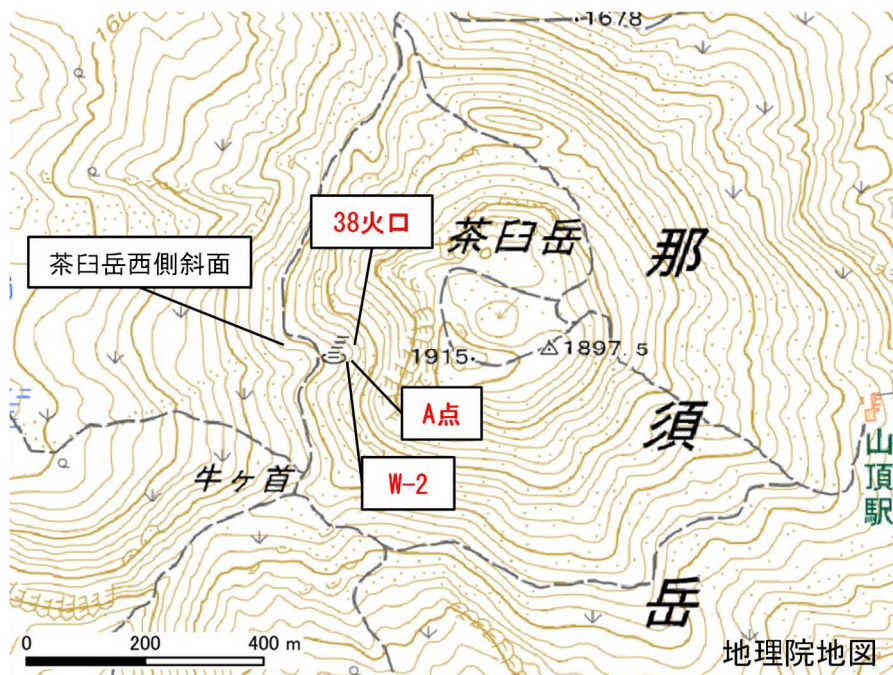 1678
160
38火口
茶臼岳
那
茶臼岳西側斜面
1915
1897.5
A点
須
山頂駅
牛ヶ首
W-2
岳
0 200 400 m
地理院地図